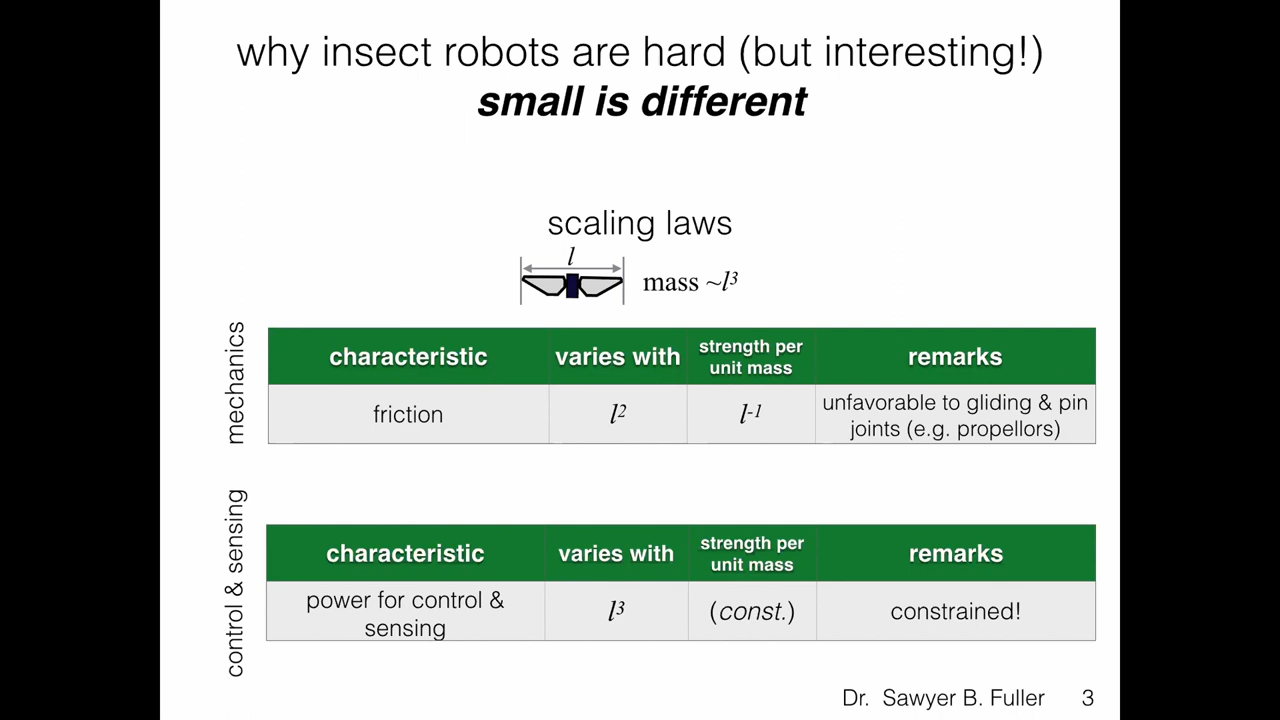 why insect robots are hard (but interesting!)
small is different
scaling laws
l
mass ~l³
mechanics
characteristic varies with strength per unit mass remarks
friction l² l⁻¹ unfavorable to gliding & pin joints (e.g. propellors)
control & sensing
characteristic varies with strength per unit mass remarks
power for control & sensing l³ (const.) constrained!
Dr. Sawyer B. Fuller 3